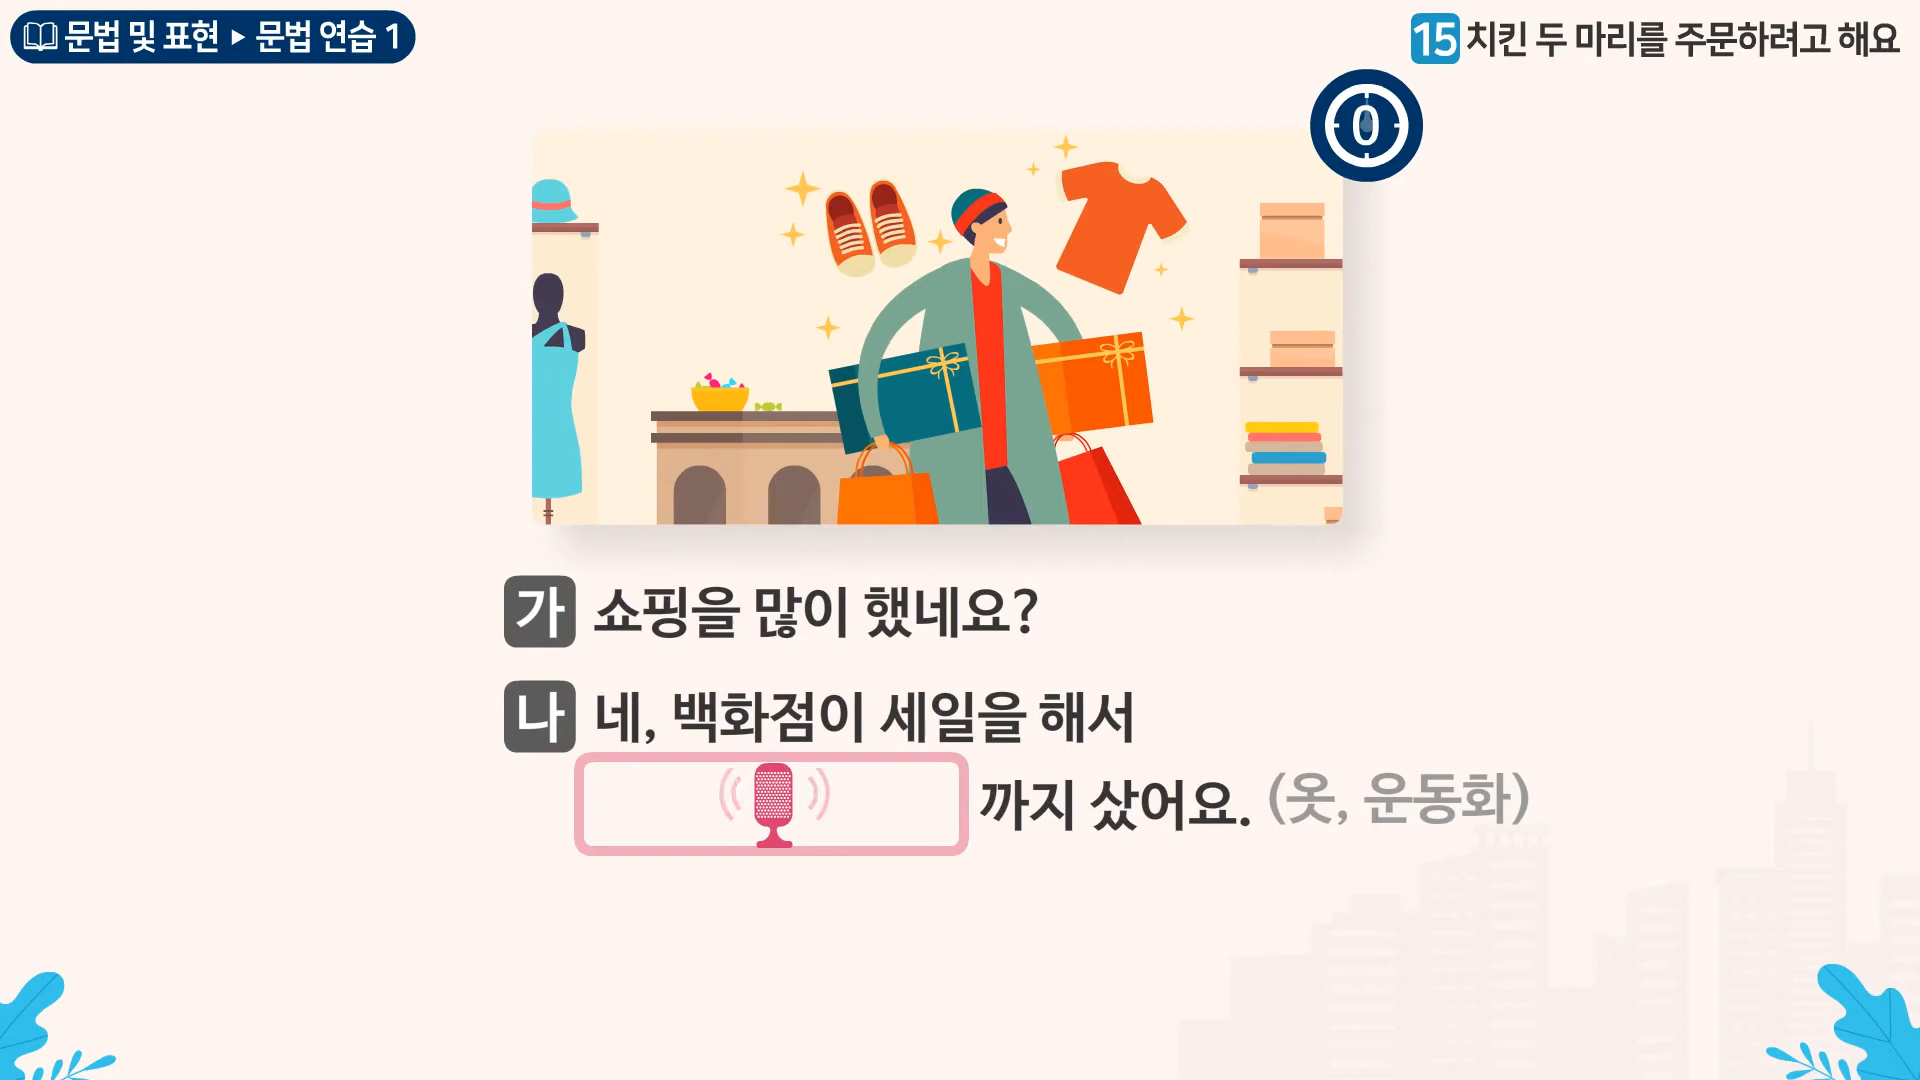 문법 및 표현 ▶ 문법 연습 1
15 치킨 두 마리를 주문하려고 해요
0
가 쇼핑을 많이 했네요?
나 네, 백화점이 세일을 해서
까지 샀어요. (옷, 운동화)